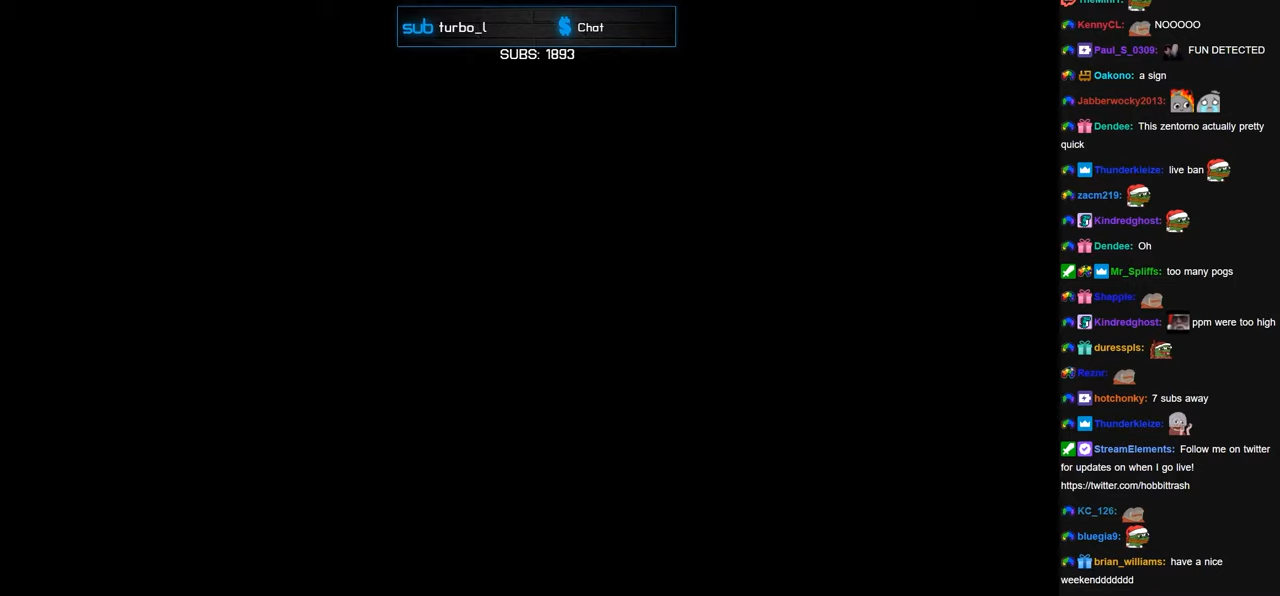 sub turbo_l $ Chat
SUBS: 1893
KennyCL: NOOOOO
Paul_S_0309: FUN DETECTED
Oakono: a sign
Jabberwocky2013:
Dendee: This zentorno actually pretty
quick
Thunderkleize: live ban
zacm219:
Kindredghost:
Dendee: Oh
Mr_Spliffs: too many pogs
Shapple:
Kindredghost: ppm were too high
duresspls:
Reznr:
hotchonky: 7 subs away
Thunderkleize:
StreamElements: Follow me on twitter
for updates on when I go live!
https://twitter.com/hobbittrash
KC_126:
bluegia9:
brian_williams: have a nice
weekenddddddd